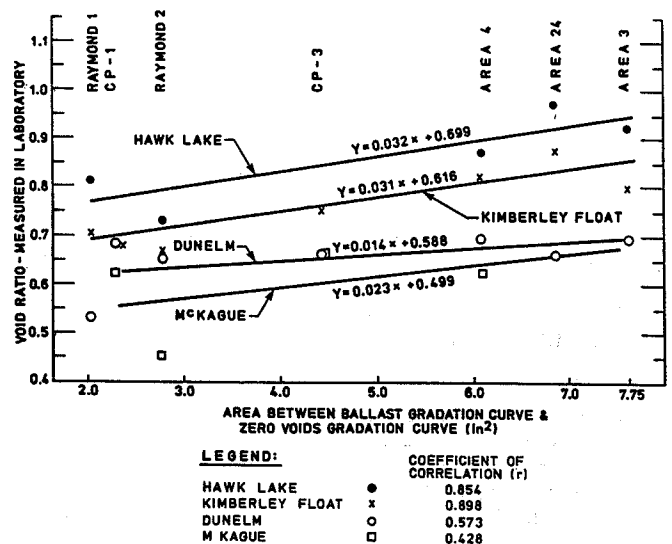 RAYMOND 1
CP-1
RAYMOND 2
CP-3
AREA 4
AREA 24
AREA 3
VOID RATIO-MEASURED IN LABORATORY
1.1
1.0
0.9
0.8
0.7
0.6
0.5
0.4
HAWK LAKE
Y=0.032x +0.699
Y=0.031x +0.616
KIMBERLEY FLOAT
DUNELM
Y=0.014x +0.588
Y=0.023x +0.499
McKAGUE
2.0 3.0 4.0 5.0 6.0 7.0 7.75
AREA BETWEEN BALLAST GRADATION CURVE &
ZERO VOIDS GRADATION CURVE (In2)
LEGEND: COEFFICIENT OF
CORRELATION (r)
HAWK LAKE 0.854
KIMBERLEY FLOAT x 0.898
DUNELM 0.573
M KAGUE 0.428